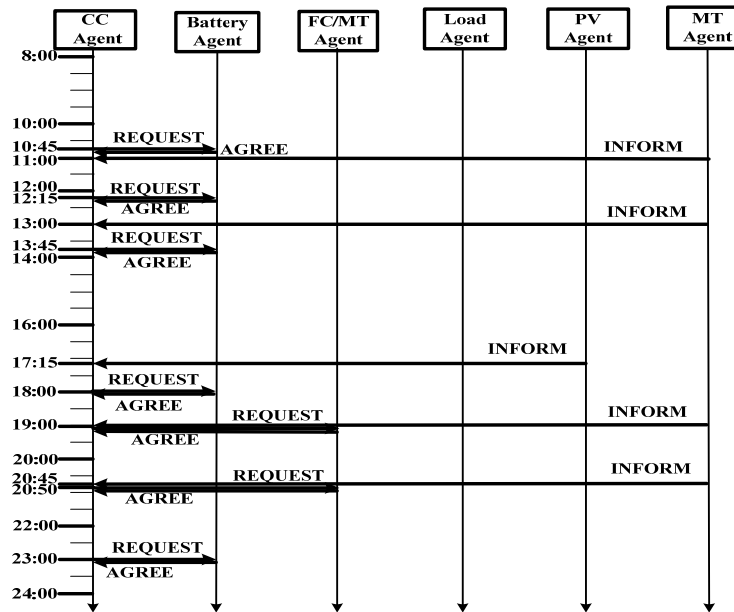 CC Agent
Battery Agent
FC/MT Agent
Load Agent
PV Agent
MT Agent
8:00
10:00
REQUEST
10:45
AGREE
INFORM
11:00
12:00
REQUEST
12:15
AGREE
INFORM
13:00
REQUEST
13:45
14:00
AGREE
16:00
INFORM
17:15
REQUEST
18:00
AGREE
REQUEST
INFORM
19:00
AGREE
20:00
REQUEST
INFORM
20:45
20:50
AGREE
22:00
REQUEST
23:00
AGREE
24:00